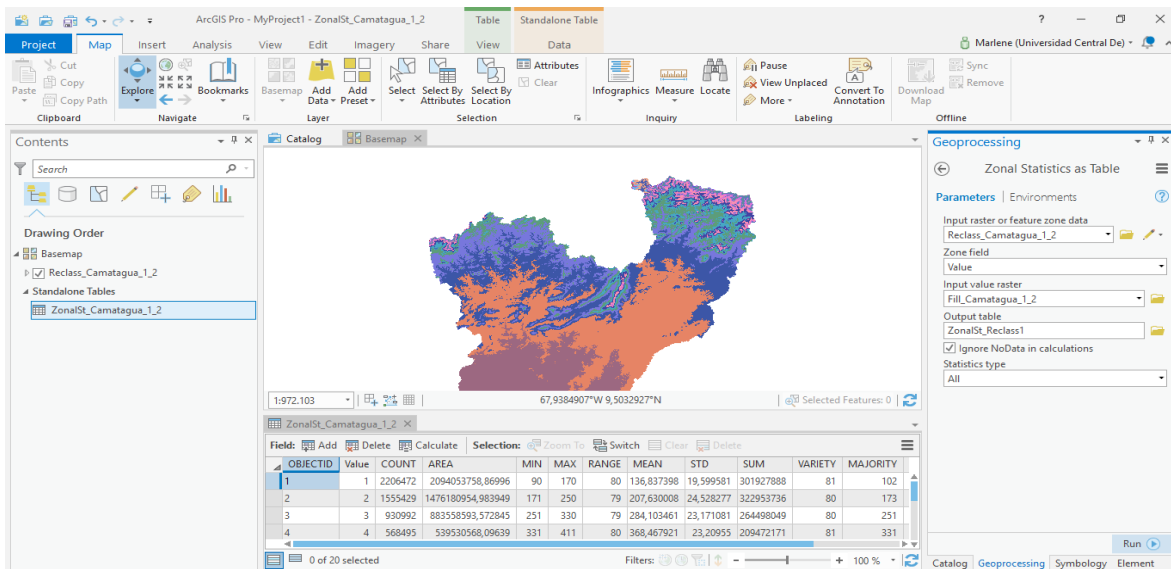 ArcGIS Pro - MyProject1 - ZonalSt_Camatagua_1_2
Table
Standalone Table
?
Project
Map
Insert
Analysis
View
Edit
Imagery
Share
View
Data
Marlene (Universidad Central De)
Paste
Cut
Copy
Copy Path
Clipboard
Explore
Bookmarks
Navigate
Basemap
Add Data
Add Preset
Layer
Select
Select By Attributes
Select By Location
Attributes
Clear
Selection
Infographics
Measure
Locate
Inquiry
Pause
View Unplaced
More
Convert To Annotation
Labeling
Download Map
Sync
Remove
Offline
Contents
Search
Drawing Order
Basemap
Reclass_Camatagua_1_2
Standalone Tables
ZonalSt_Camatagua_1_2
Catalog
Basemap
1:972.103
67,9384907°W 9,5032927°N
Selected Features: 0
ZonalSt_Camatagua_1_2
Field: Add Delete Calculate Selection: Zoom To Switch Clear Delete
OBJECTID Value COUNT AREA MIN MAX RANGE MEAN STD SUM VARIETY MAJORITY
1 1 2206472 2094053758,86996 90 170 80 136,837398 19,599581 301927888 81 102
2 2 1555429 1476180954,983949 171 250 79 207,630008 24,528277 322953736 80 173
3 3 930992 883558593,572845 251 330 79 284,103461 23,171081 264498049 80 251
4 4 568495 539530568,09639 331 411 80 368,467921 23,20955 209472171 81 331
0 of 20 selected
Filters:
- + 100 %
Geoprocessing
Zonal Statistics as Table
Parameters | Environments
Input raster or feature zone data
Reclass_Camatagua_1_2
Zone field
Value
Input value raster
Fill_Camatagua_1_2
Output table
ZonalSt_Reclass1
Ignore NoData in calculations
Statistics type
All
Run
Catalog Geoprocessing Symbology Element